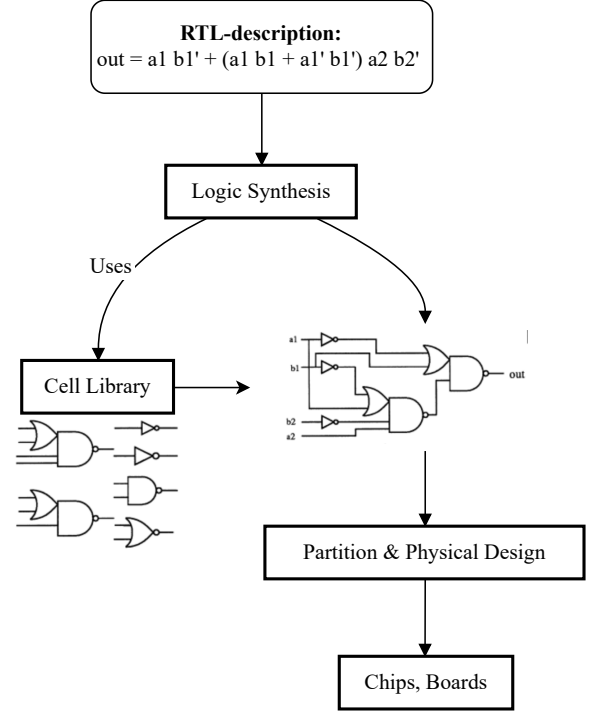 RTL-description:
out = a1 b1' + (a1 b1 + a1' b1') a2 b2'
Logic Synthesis
Uses
Cell Library
a1
b1
out
b2
a2
Partition & Physical Design
Chips, Boards